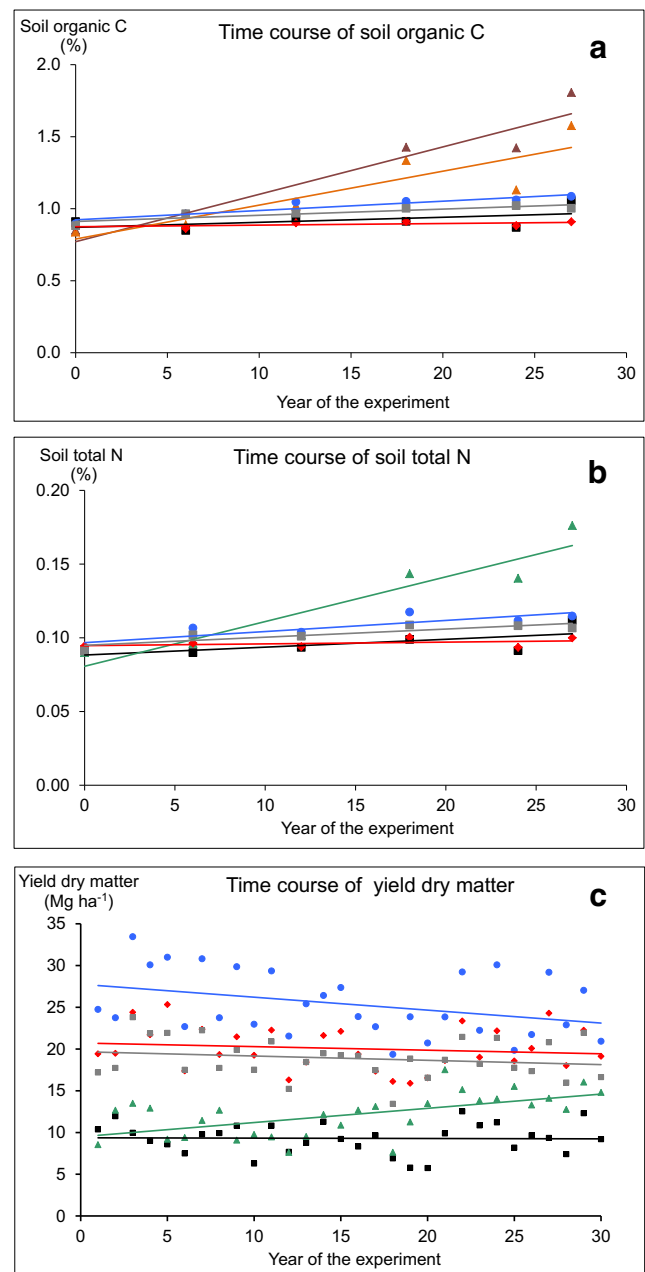 Soil organic C
(%)
Time course of soil organic C
a
2.0
1.5
1.0
0.5
0.0
0 5 10 15 20 25 30
Year of the experiment
Soil total N
(%)
Time course of soil total N
b
0.20
0.15
0.10
0.05
0.00
0 5 10 15 20 25 30
Year of the experiment
Yield dry matter
(Mg ha⁻¹)
Time course of yield dry matter
c
35
30
25
20
15
10
5
0
0 5 10 15 20 25 30
Year of the experiment